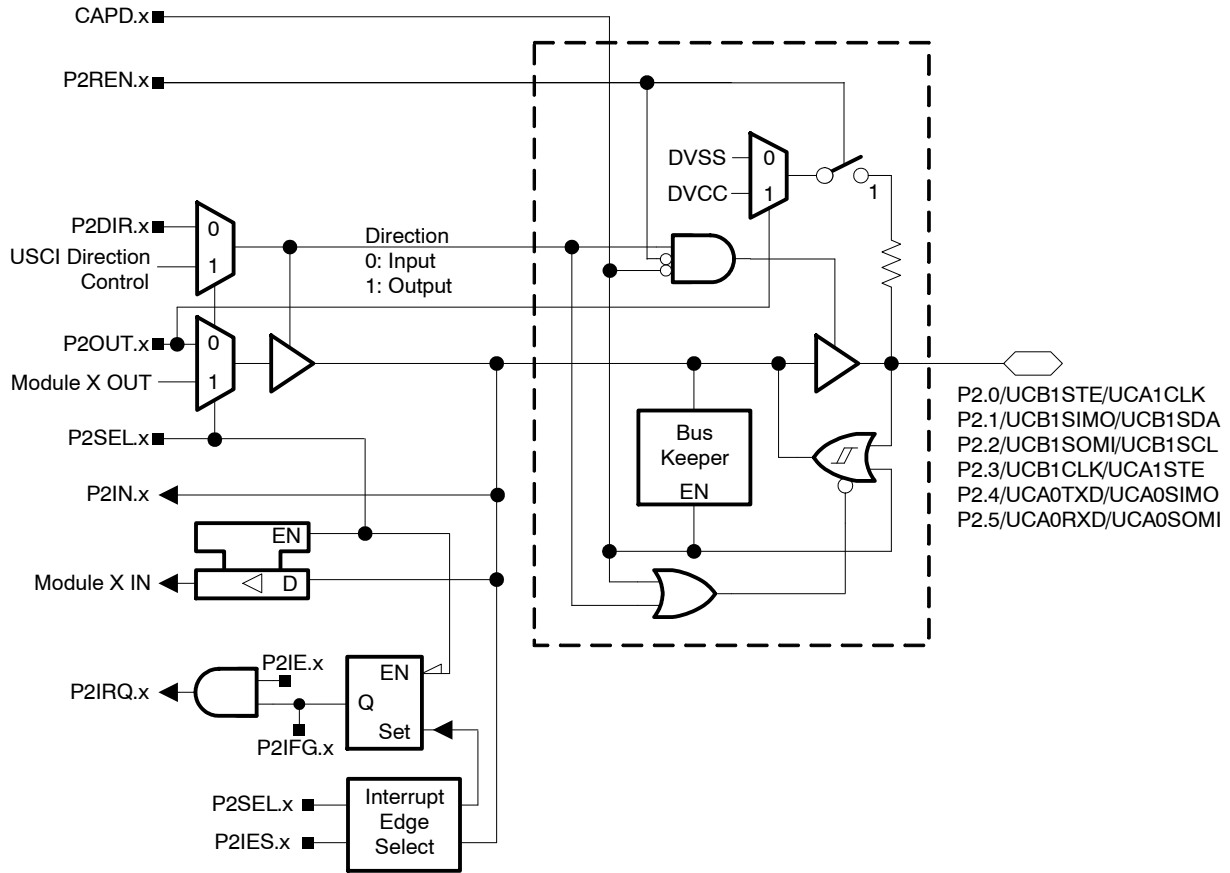 CAPD.x
P2REN.x
DVSS
0
DVCC
1
1
P2DIR.x
0
USCI Direction
Control
1
Direction
0: Input
1: Output
P2OUT.x
0
Module X OUT
1
P2SEL.x
Bus
Keeper
EN
P2.0/UCB1STE/UCA1CLK
P2.1/UCB1SIMO/UCB1SDA
P2.2/UCB1SOMI/UCB1SCL
P2.3/UCB1CLK/UCA1STE
P2.4/UCA0TXD/UCA0SIMO
P2.5/UCA0RXD/UCA0SOMI
P2IN.x
EN
Module X IN
D
P2IE.x
P2IRQ.x
P2IFG.x
EN
Q
Set
P2SEL.x
P2IES.x
Interrupt
Edge
Select